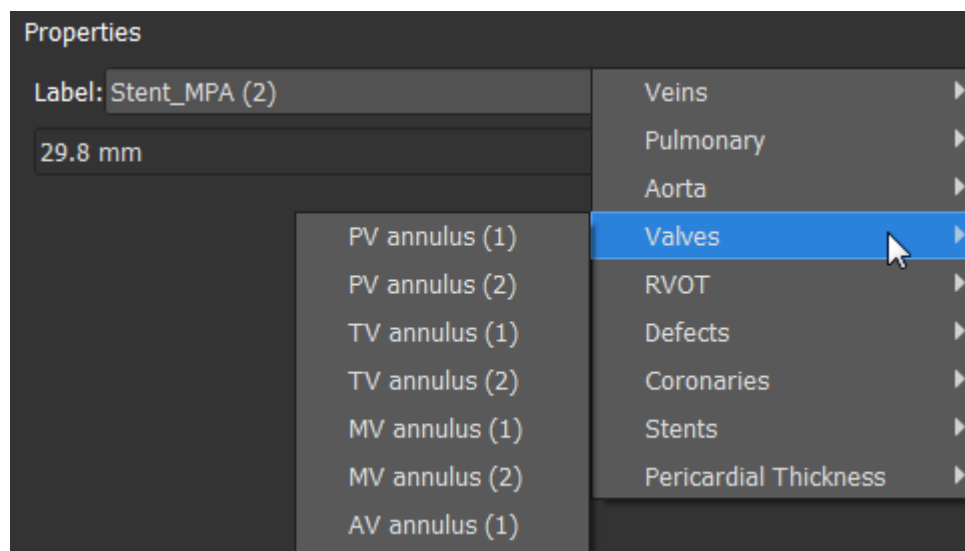 Properties
Label: Stent_MPA (2)
29.8 mm
Veins
Pulmonary
Aorta
Valves
RVOT
Defects
Coronaries
Stents
Pericardial Thickness
PV annulus (1)
PV annulus (2)
TV annulus (1)
TV annulus (2)
MV annulus (1)
MV annulus (2)
AV annulus (1)